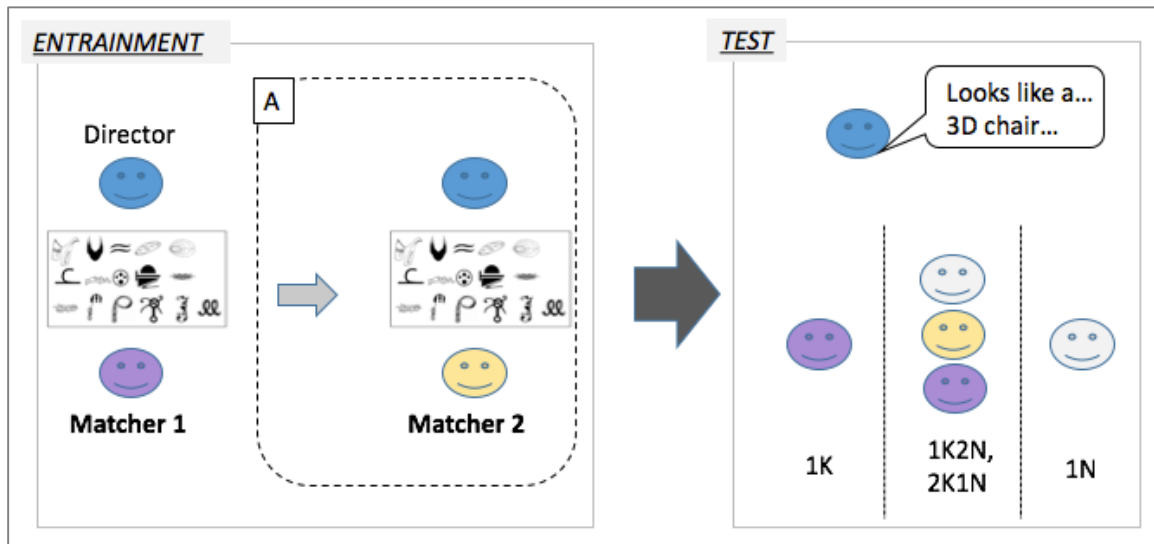 ENTRAINMENT
A
Director
Matcher 1
Matcher 2
TEST
Looks like a...
3D chair...
1K
1K2N,
2K1N
1N